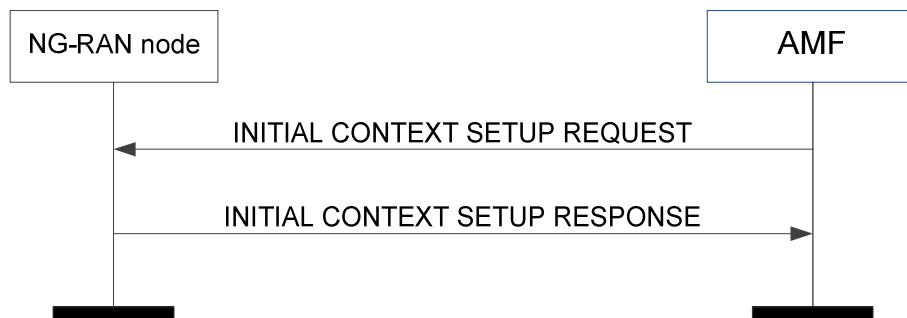 NG-RAN node
AMF
INITIAL CONTEXT SETUP REQUEST
INITIAL CONTEXT SETUP RESPONSE